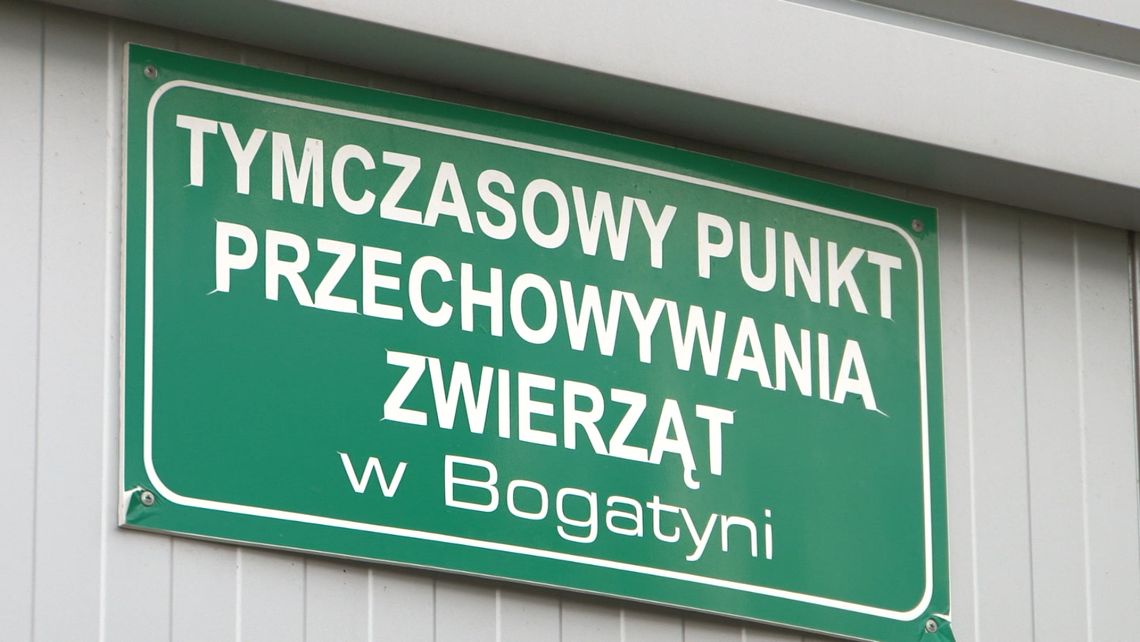 TYMCZASOWY PUNKT
PRZECHOWYWANIA
ZWIERZĄT
w Bogatyni